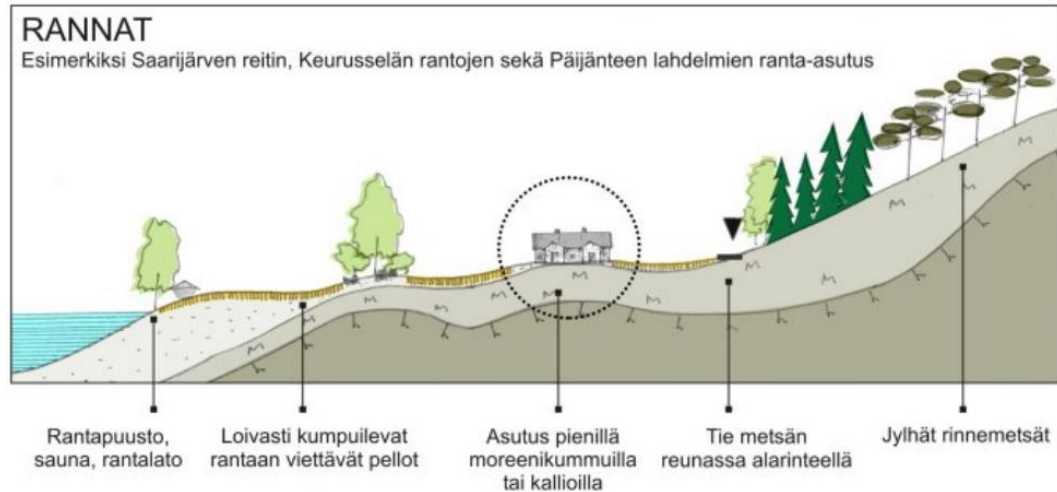 RANNAT
Esimerkiksi Saarijärven reitin, Keurusselän rantojen sekä Päijänteen lahdelmien ranta-asutus
Rantapuusto,
sauna, rantalato
Loivasti kumpuilevat
rantaan viettävät pellot
Asutus pienillä
moreenikummuilla
tai kallioilla
Tie metsän
reunassa alarinteellä
Jylhät rinnemetsät